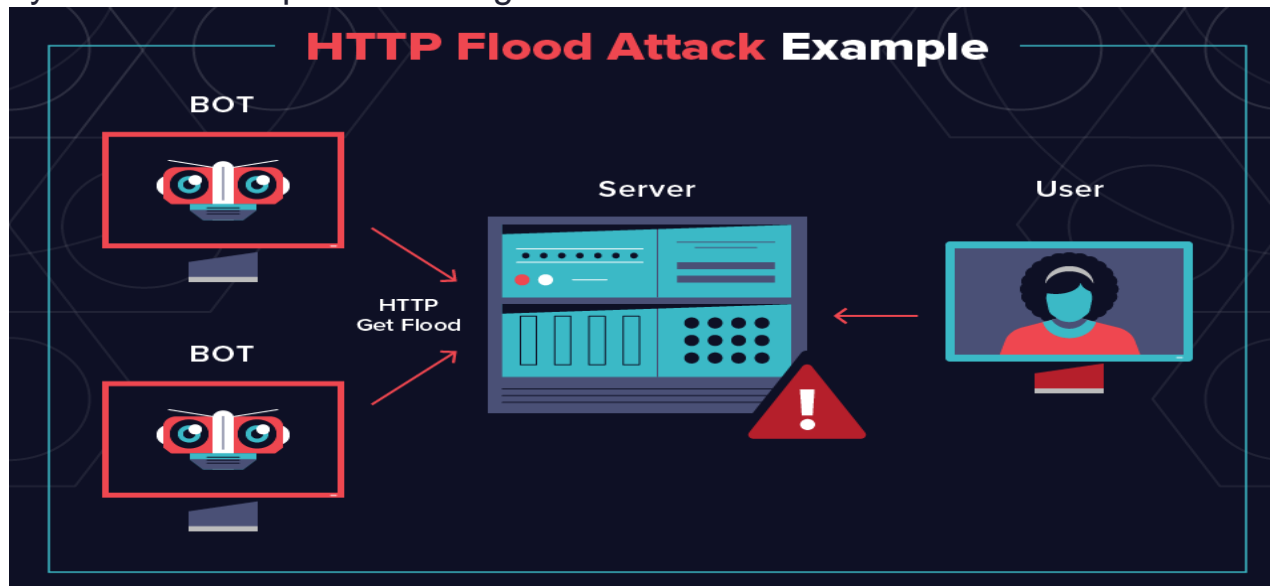 HTTP Flood Attack Example
BOT
Server
User
HTTP
Get Flood
BOT